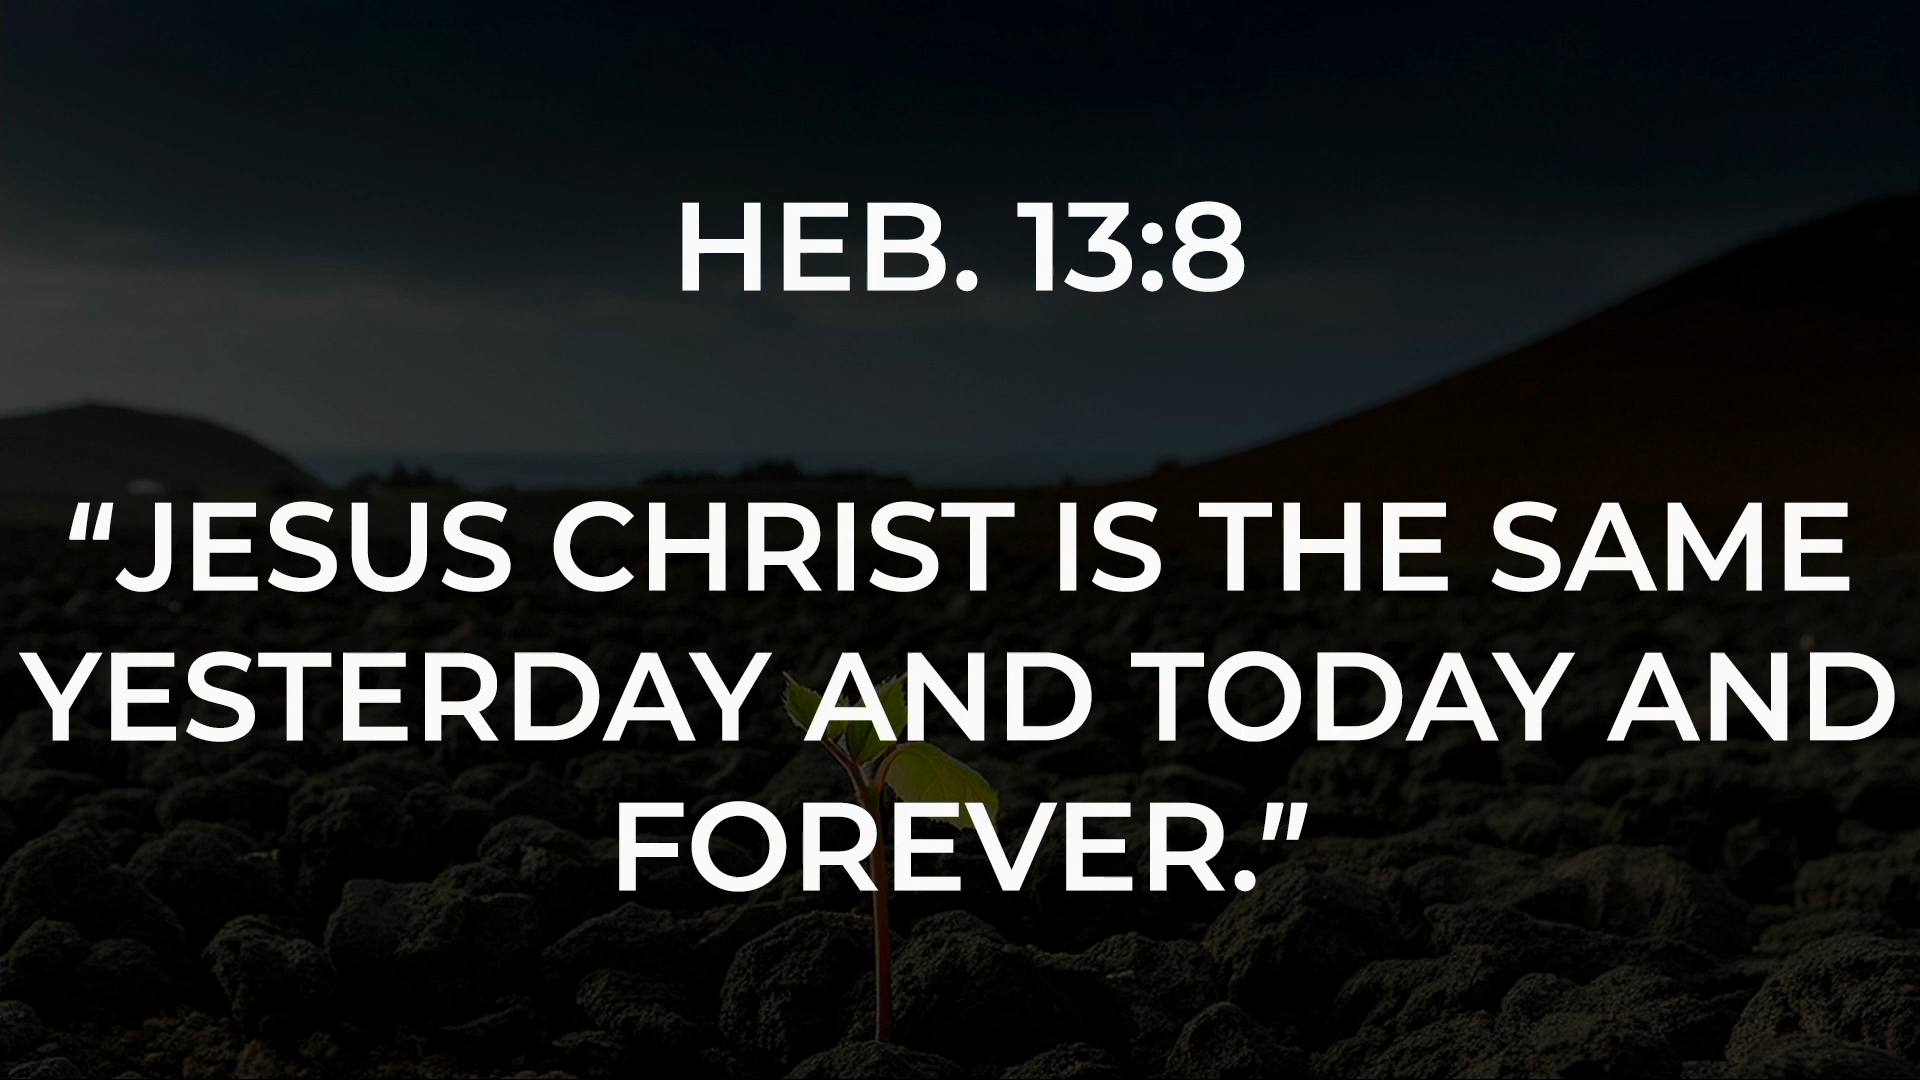 HEB. 13:8
“JESUS CHRIST IS THE SAME
YESTERDAY AND TODAY AND
FOREVER.”